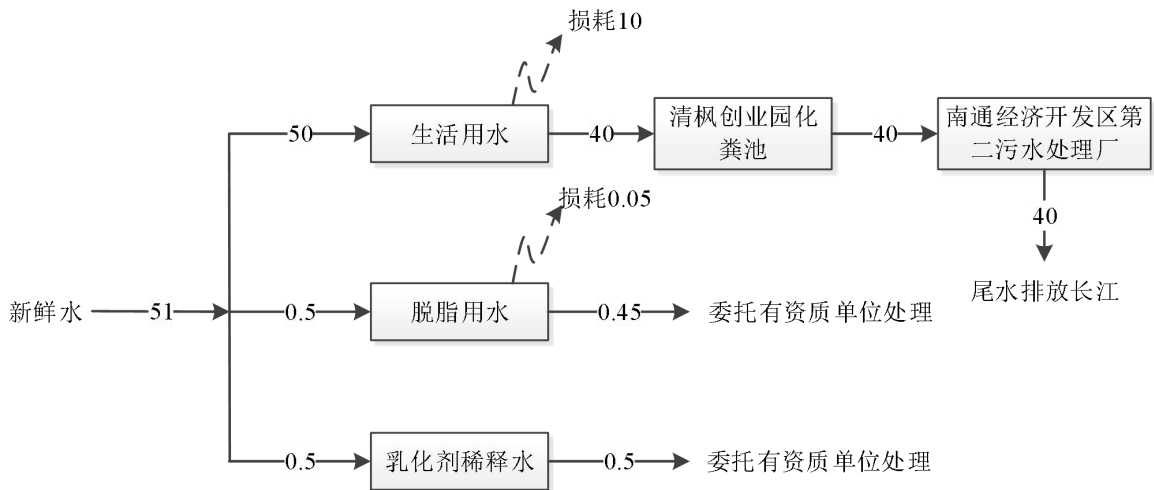 损耗10
50
生活用水
40
清枫创业园化
粪池
40
南通经济开发区第
二污水处理厂
40
尾水排放长江
损耗0.05
新鲜水
51
0.5
脱脂用水
0.45
委托有资质单位处理
0.5
乳化剂稀释水
0.5
委托有资质单位处理